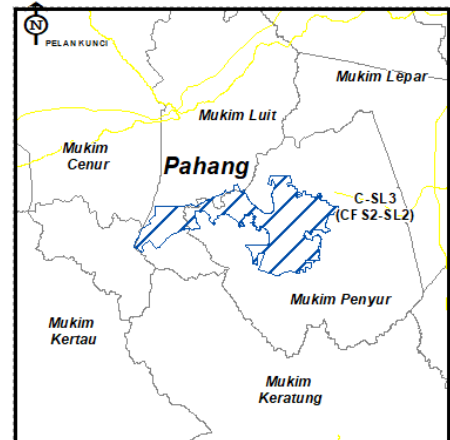 N
PELAN KUNCI
Mukim Lepar
Mukim Luit
Mukim
Cenur
Pahang
C-SL3
(CF S2-SL2)
Mukim Penyur
Mukim
Kertau
Mukim
Keratung